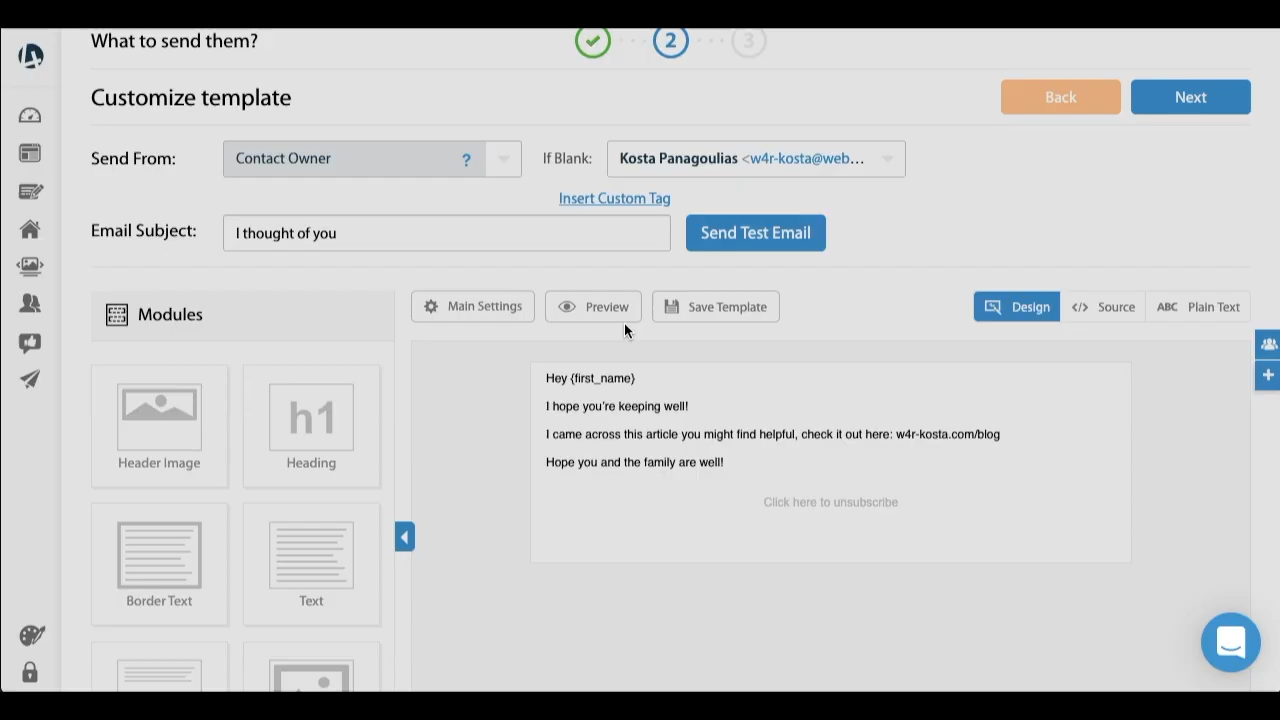 What to send them?
2
3
Customize template
Back
Next
Send From:
Contact Owner
?
If Blank:
Kosta Panagoulias <w4r-kosta@web...
Insert Custom Tag
Email Subject:
I thought of you
Send Test Email
Modules
Main Settings
Preview
Save Template
Design
</> Source
ABC Plain Text
Hey {first_name}
I hope you're keeping well!
I came across this article you might find helpful, check it out here: w4r-kosta.com/blog
Hope you and the family are well!
Click here to unsubscribe
h1
Header Image
Heading
Border Text
Text